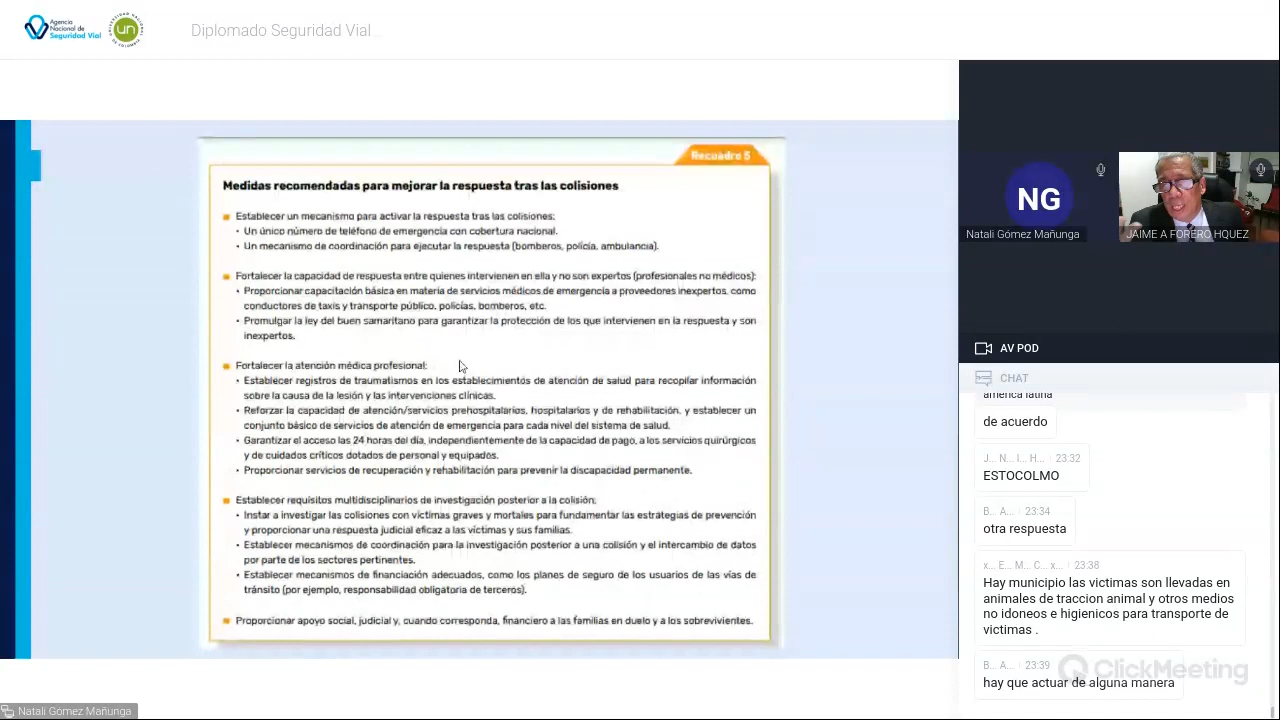 Agencia
Nacional de
Seguridad Vial
un
Diplomado Seguridad Vial
Recuadro 5
Medidas recomendadas para mejorar la respuesta tras las colisiones
Establecer un mecanismo para activar la respuesta tras las colisiones:
• Un único número de teléfono de emergencia con cobertura nacional.
• Un mecanismo de coordinación para ejecutar la respuesta (bomberos, policía, ambulancia).
Fortalecer la capacidad de respuesta entre quienes intervienen en ella y no son expertos (profesionales no médicos):
• Proporcionar capacitación básica en materia de servicios médicos de emergencia a proveedores inexpertos, como
conductores de taxis y transporte público, policías, bomberos, etc.
• Promulgar la ley del buen samaritano para garantizar la protección de los que intervienen en la respuesta y son
inexpertos.
Fortalecer la atención médica profesional:
• Establecer registros de traumatismos en los establecimientos de atención de salud para recopilar información
sobre la causa de la lesión y las intervenciones clínicas.
• Reforzar la capacidad de atención/servicios prehospitalarios, hospitalarios y de rehabilitación, y establecer un
conjunto básico de servicios de atención de emergencia para cada nivel del sistema de salud.
• Garantizar el acceso las 24 horas del día, independientemente de la capacidad de pago, a los servicios quirúrgicos
y de cuidados críticos dotados de personal y equipados.
• Proporcionar servicios de recuperación y rehabilitación para prevenir la discapacidad permanente.
Establecer requisitos multidisciplinarios de investigación posterior a la colisión:
• Instar a investigar las colisiones con víctimas graves y mortales para fundamentar las estrategias de prevención
y proporcionar una respuesta judicial eficaz a las víctimas y sus familias.
• Establecer mecanismos de coordinación para la investigación posterior a una colisión y el intercambio de datos
por parte de los sectores pertinentes.
• Establecer mecanismos de financiación adecuados, como los planes de seguro de los usuarios de las vías de
tránsito (por ejemplo, responsabilidad obligatoria de terceros).
Proporcionar apoyo social, judicial y, cuando corresponda, financiero a las familias en duelo y a los sobrevivientes.
Natali Gómez Mañunga
NG
Natali Gómez Mañunga
JAIME A FORERO HQUEZ
AV POD
CHAT
america latina
de acuerdo
J... N... I... H... 23:32
ESTOCOLMO
B... A... 23:34
otra respuesta
x... E... M... C... x... 23:38
Hay municipio las victimas son llevadas en
animales de traccion animal y otros medios
no idoneos e higienicos para transporte de
victimas .
B... A... 23:39
hay que actuar de alguna manera
ClickMeeting